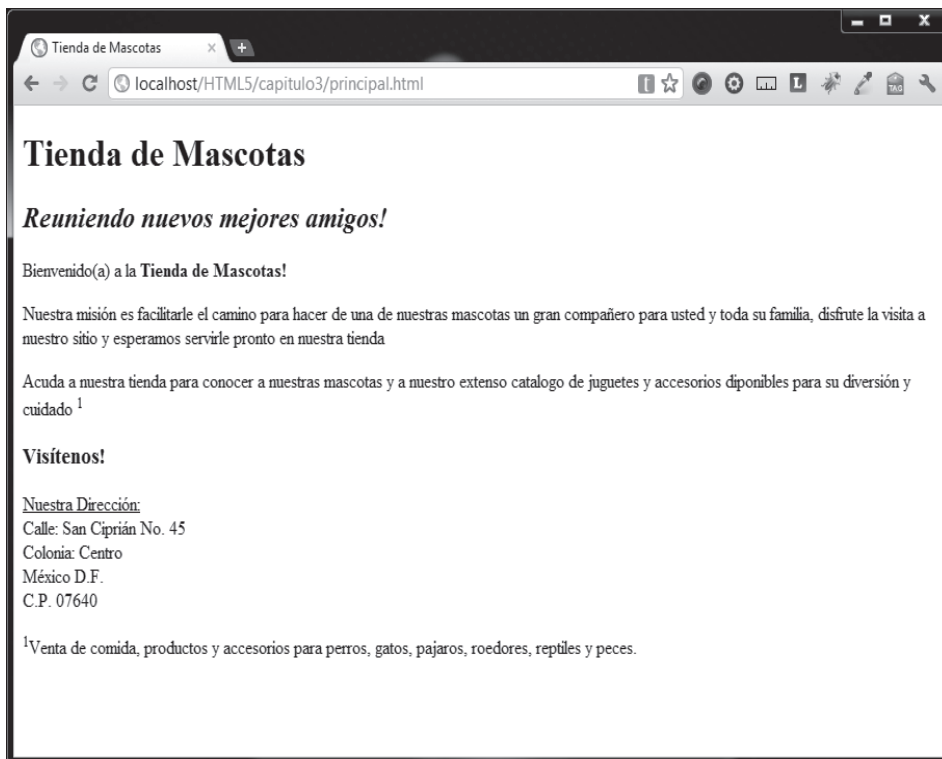 Tienda de Mascotas
localhost/HTML5/capitulo3/principal.html
L
TAG
Tienda de Mascotas
Reuniendo nuevos mejores amigos!
Bienvenido(a) a la Tienda de Mascotas!
Nuestra misión es facilitarle el camino para hacer de una de nuestras mascotas un gran compañero para usted y toda su familia, disfrute la visita a
nuestro sitio y esperamos servirle pronto en nuestra tienda
Acuda a nuestra tienda para conocer a nuestras mascotas y a nuestro extenso catalogo de juguetes y accesorios diponibles para su diversión y
cuidado 1
Visítenos!
Nuestra Dirección:
Calle: San Ciprián No. 45
Colonia: Centro
México D.F.
C.P. 07640
1Venta de comida, productos y accesorios para perros, gatos, pajaros, roedores, reptiles y peces.